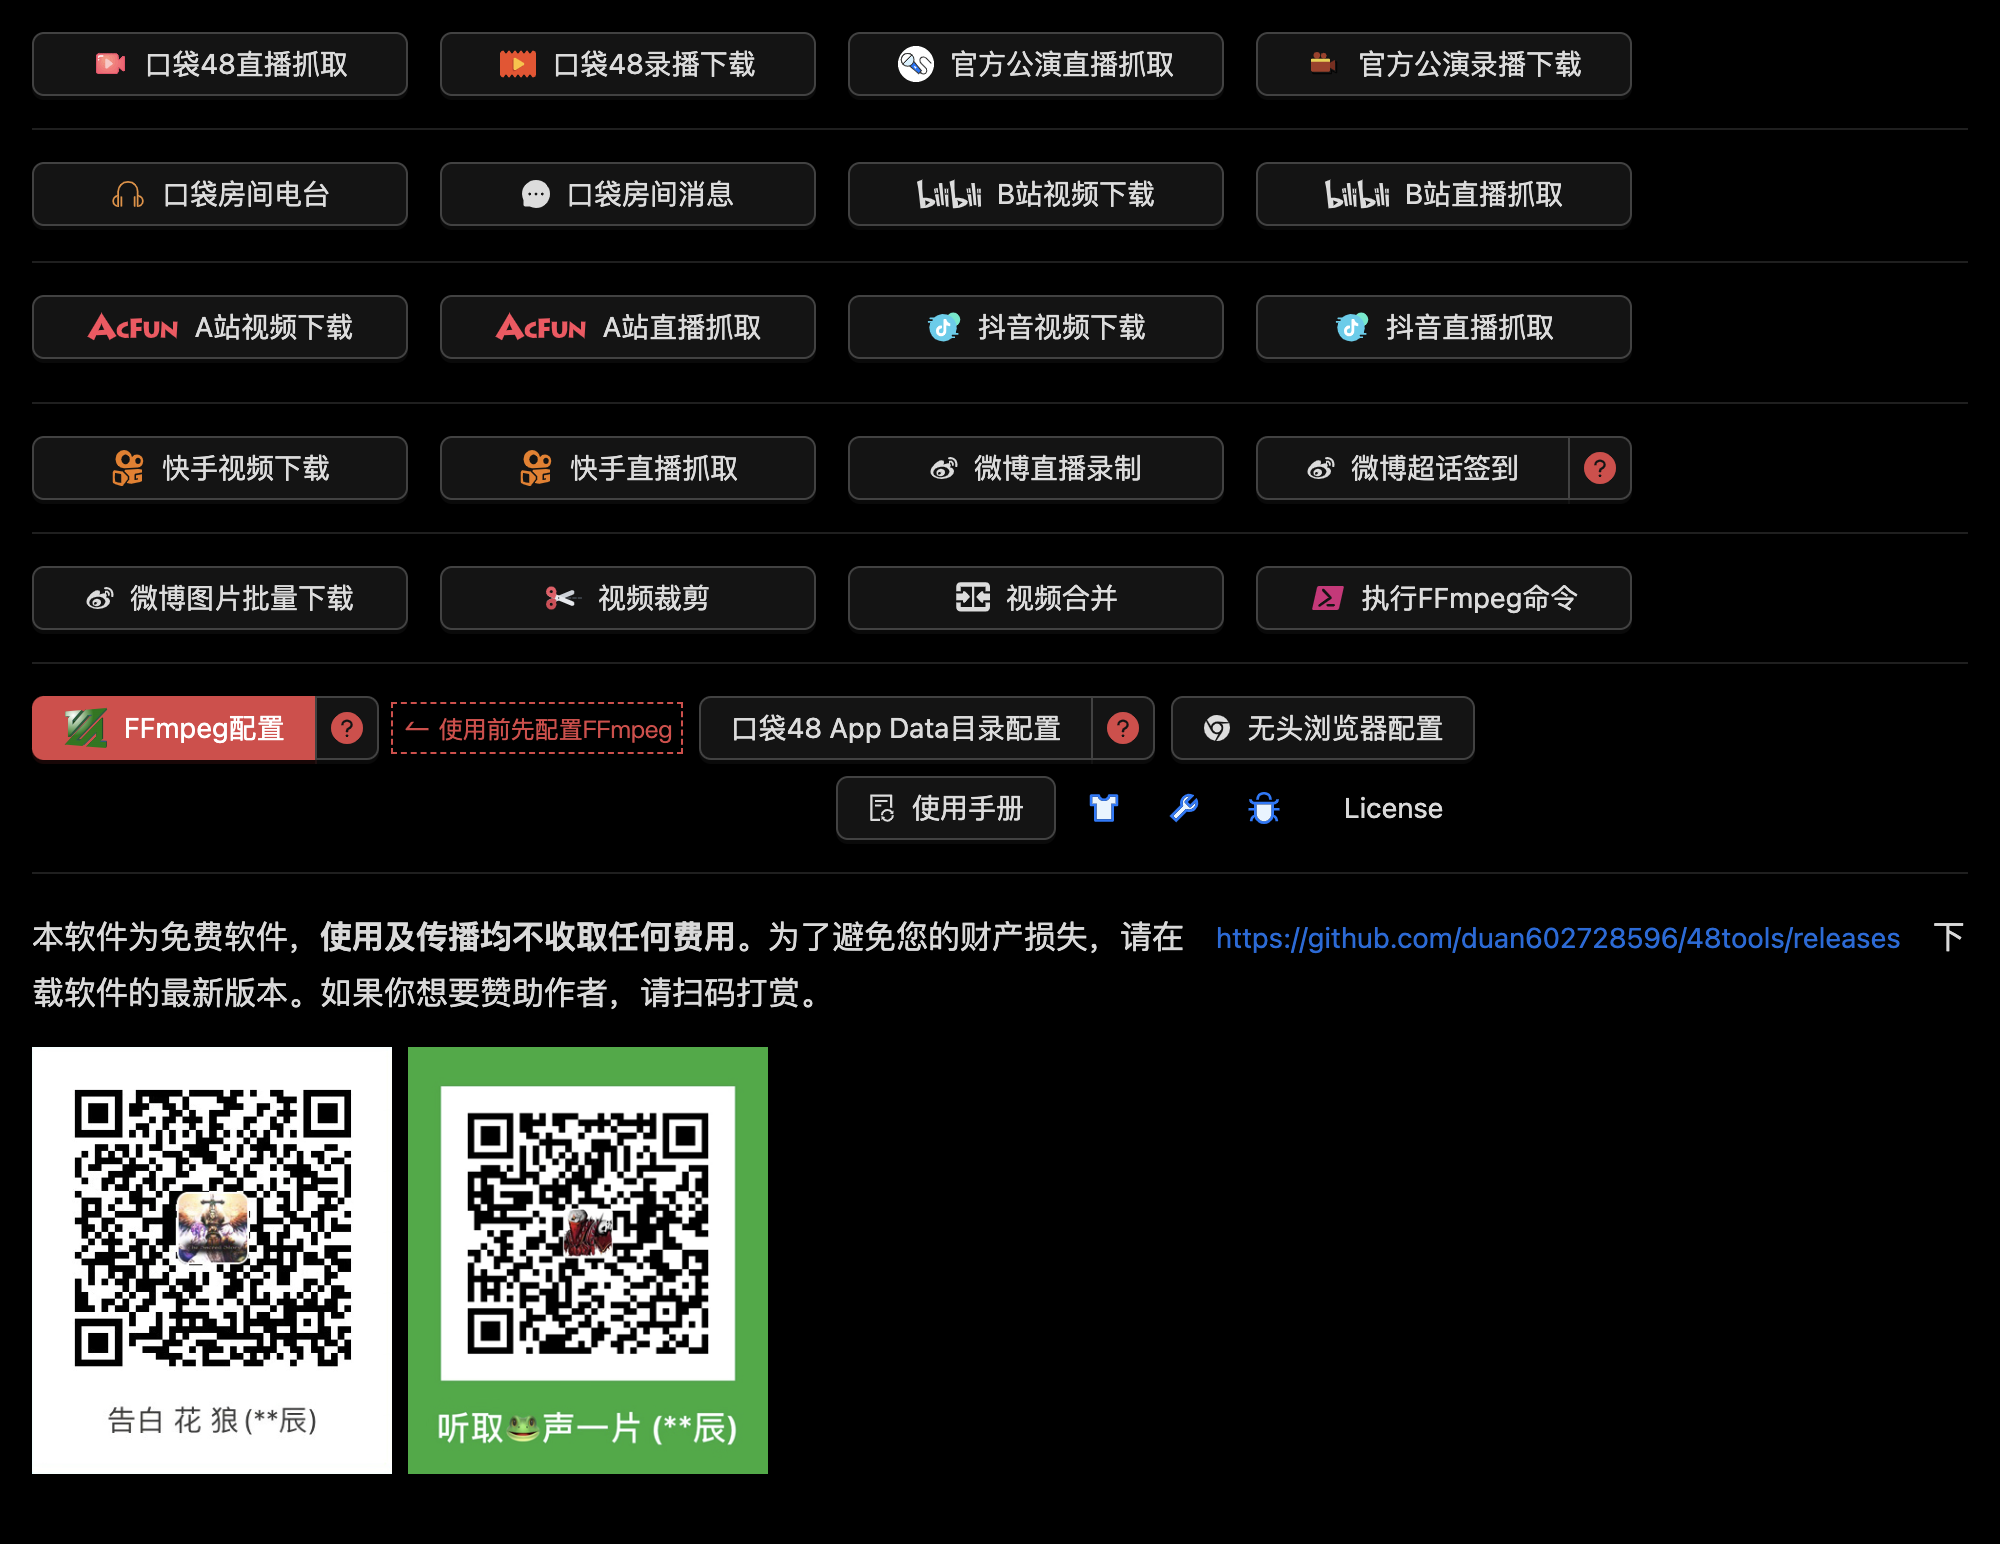 口袋48直播抓取 口袋48录播下载 官方公演直播抓取 官方公演录播下载
口袋房间电台 口袋房间消息 bilibili B站视频下载 bilibili B站直播抓取
ACFUN A站视频下载 ACFUN A站直播抓取 抖音视频下载 抖音直播抓取
快手视频下载 快手直播抓取 微博直播录制 微博超话签到 ?
微博图片批量下载 视频裁剪 视频合并 执行FFmpeg命令
FFmpeg配置 ? 使用前先配置FFmpeg 口袋48 App Data目录配置 ? 无头浏览器配置
使用手册 License
本软件为免费软件，使用及传播均不收取任何费用。为了避免您的财产损失，请在 https://github.com/duan602728596/48tools/releases 下
载软件的最新版本。如果你想要赞助作者，请扫码打赏。
告白 花 狼(**辰)
听取🐸声一片 (**辰)